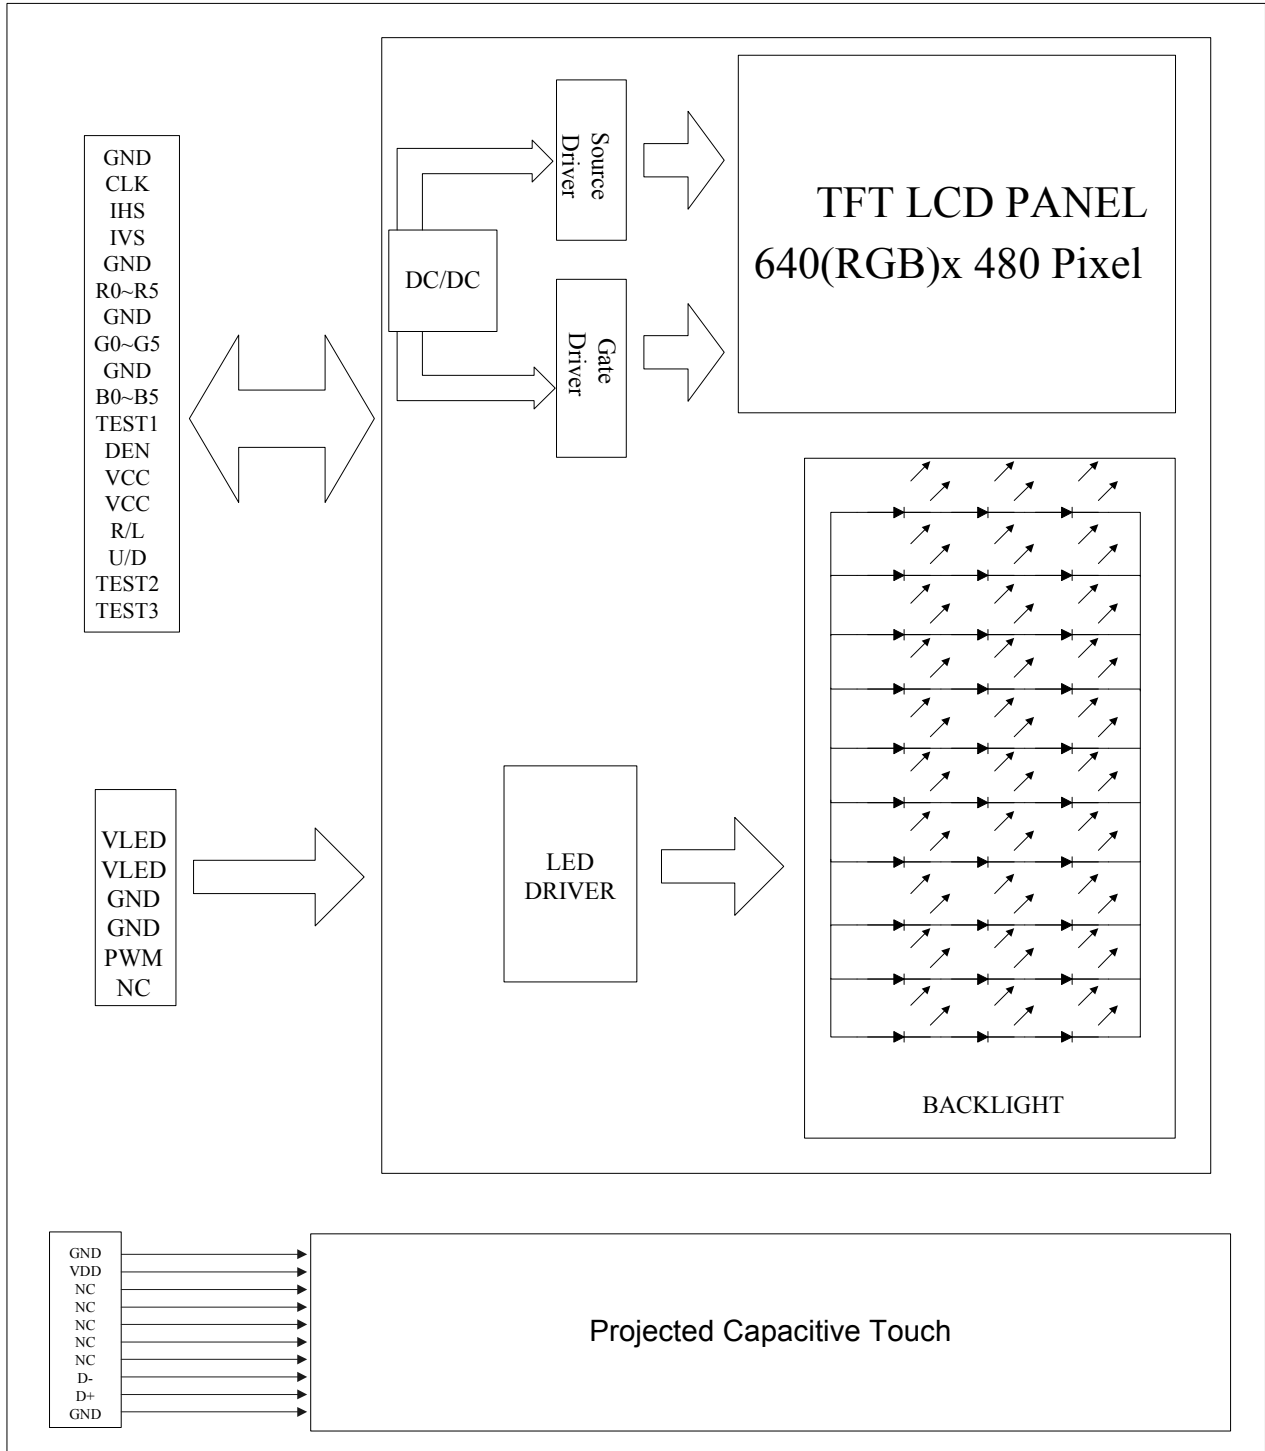 GND
CLK
IHS
IVS
GND
R0~R5
GND
G0~G5
GND
B0~B5
TEST1
DEN
VCC
VCC
R/L
U/D
TEST2
TEST3
DC/DC
Source
Driver
Gate
Driver
TFT LCD PANEL
640(RGB)x 480 Pixel
VLED
VLED
GND
GND
PWM
NC
LED
DRIVER
BACKLIGHT
GND
VDD
NC
NC
NC
NC
NC
D-
D+
GND
Projected Capacitive Touch